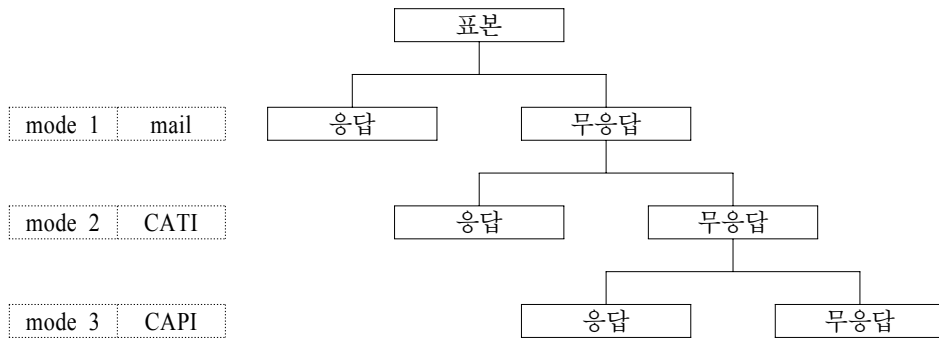 표본
mode 1 mail 응답 무응답
mode 2 CATI 응답 무응답
mode 3 CAPI 응답 무응답